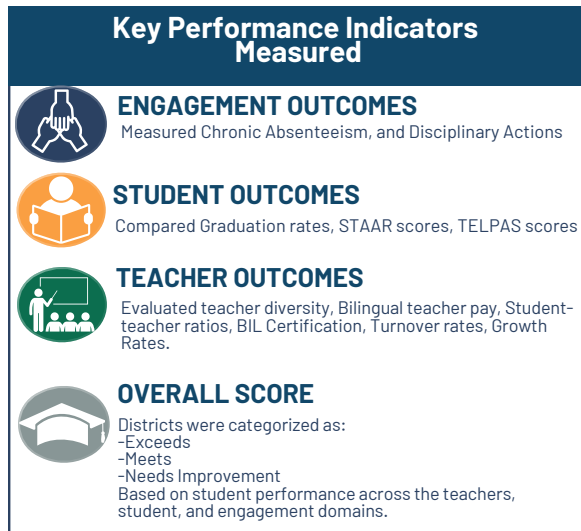 Key Performance Indicators
Measured
ENGAGEMENT OUTCOMES
Measured Chronic Absenteeism, and Disciplinary Actions
STUDENT OUTCOMES
Compared Graduation rates, STAAR scores, TELPAS scores
TEACHER OUTCOMES
Evaluated teacher diversity, Bilingual teacher pay, Student-
teacher ratios, BIL Certification, Turnover rates, Growth
Rates.
OVERALL SCORE
Districts were categorized as:
-Exceeds
-Meets
-Needs Improvement
Based on student performance across the teachers,
student, and engagement domains.